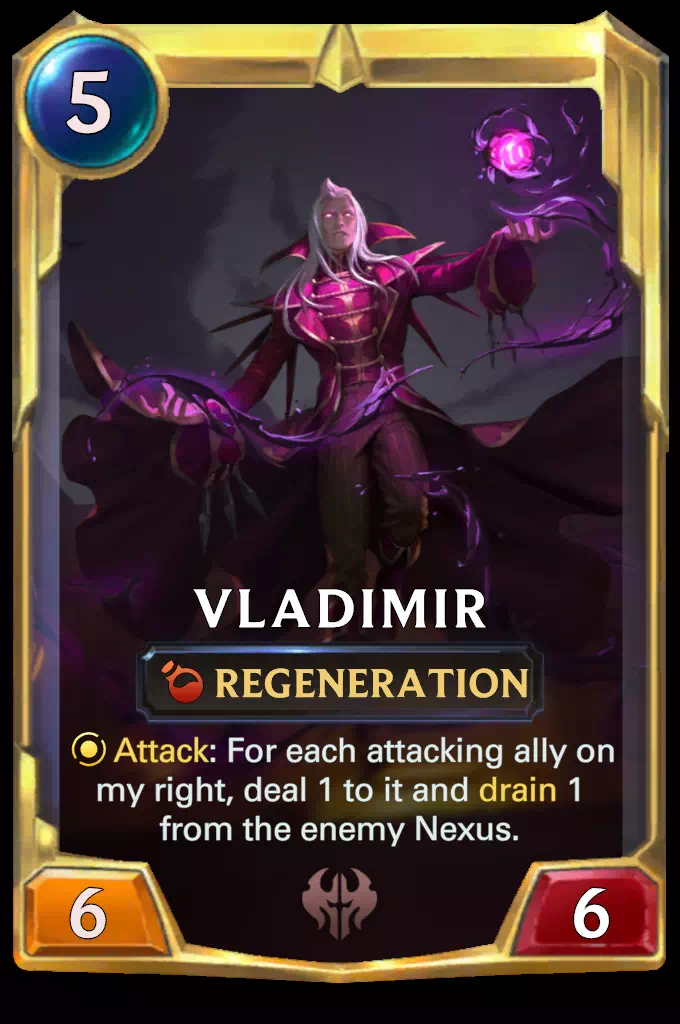 5
VLADIMIR
REGENERATION
Attack: For each attacking ally on
my right, deal 1 to it and drain 1
from the enemy Nexus.
6
6